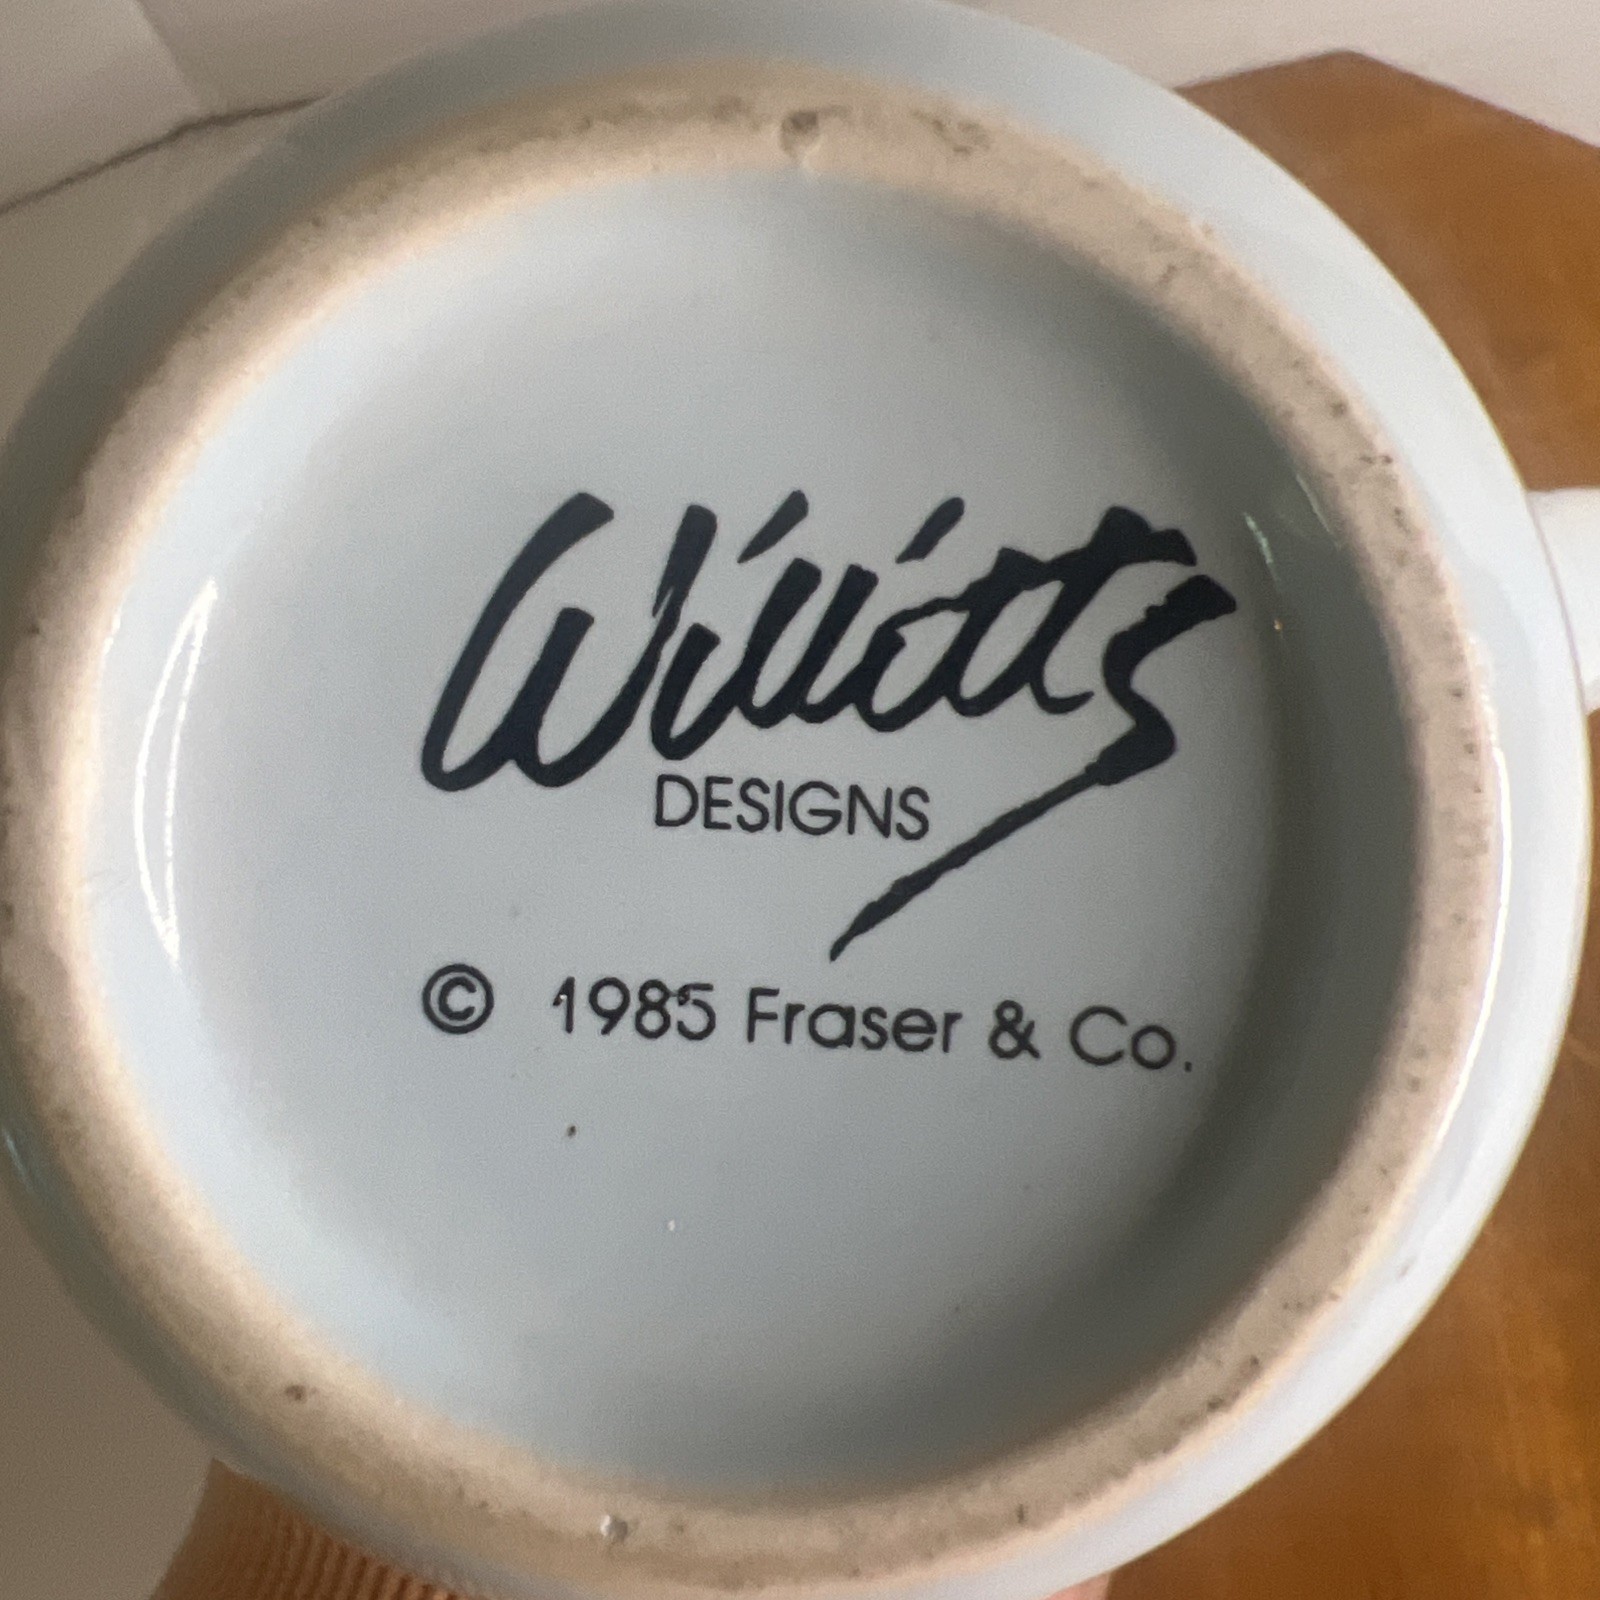 Willitts
DESIGNS
© 1985 Fraser & Co.